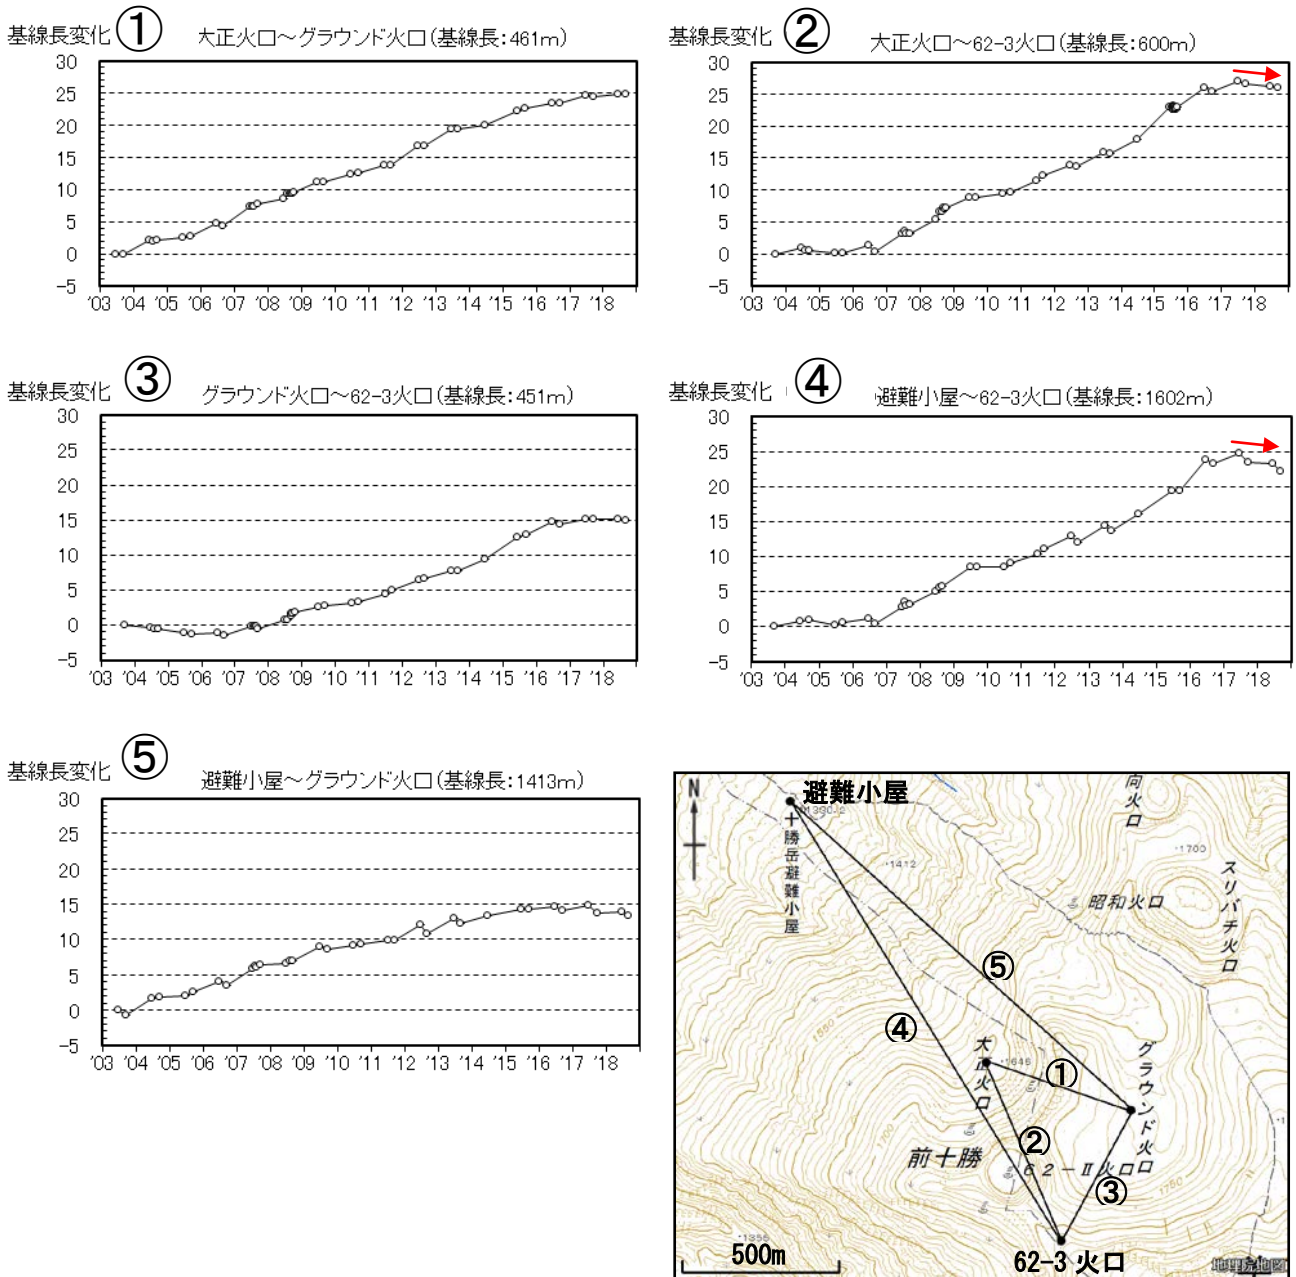 基線長変化 ① 大正火口～グラウンド火口(基線長:461m)
30
25
20
15
10
5
0
-5
'03 '04 '05 '06 '07 '08 '09 '10 '11 '12 '13 '14 '15 '16 '17 '18
基線長変化 ② 大正火口～62-3火口(基線長:600m)
30
25
20
15
10
5
0
-5
'03 '04 '05 '06 '07 '08 '09 '10 '11 '12 '13 '14 '15 '16 '17 '18
基線長変化 ③ グラウンド火口～62-3火口(基線長:451m)
30
25
20
15
10
5
0
-5
'03 '04 '05 '06 '07 '08 '09 '10 '11 '12 '13 '14 '15 '16 '17 '18
基線長変化 ④ 避難小屋～62-3火口(基線長:1602m)
30
25
20
15
10
5
0
-5
'03 '04 '05 '06 '07 '08 '09 '10 '11 '12 '13 '14 '15 '16 '17 '18
基線長変化 ⑤ 避難小屋～グラウンド火口(基線長:1413m)
30
25
20
15
10
5
0
-5
'03 '04 '05 '06 '07 '08 '09 '10 '11 '12 '13 '14 '15 '16 '17 '18
N
避難小屋
十勝岳避難小屋
向火口
・1412
・1700
昭和火口
スリバチ火口
⑤
④
大正火口
・1646
①
グラウンド火口
②
前十勝
62-Ⅱ火口
③
1700
1750
500m
62-3 火口
地理院地図